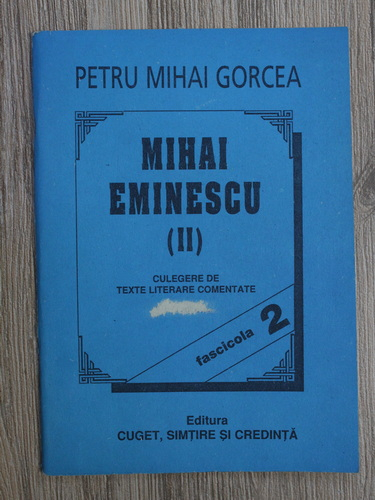 PETRU MIHAI GORCEA
MIHAI
EMINESCU
(II)
CULEGERE DE
TEXTE LITERARE COMENTATE
fascicola 2
Editura
CUGET, SIMȚIRE ȘI CREDINȚĂ